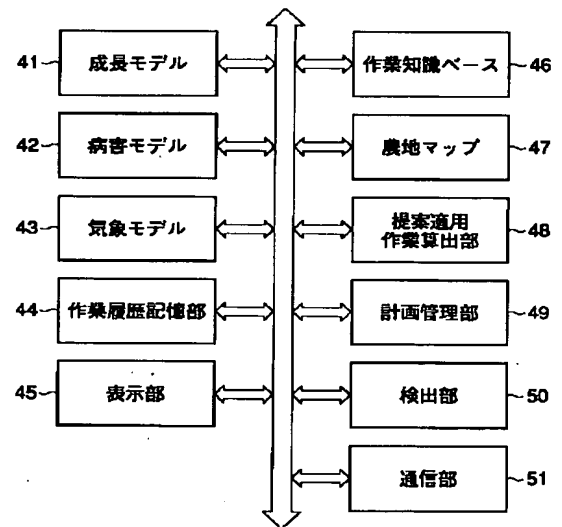 41 成長モデル
42 病害モデル
43 気象モデル
44 作業履歴記憶部
45 表示部
作業知識ベース 46
農地マップ 47
提案適用
作業算出部 48
計画管理部 49
検出部 50
通信部 51